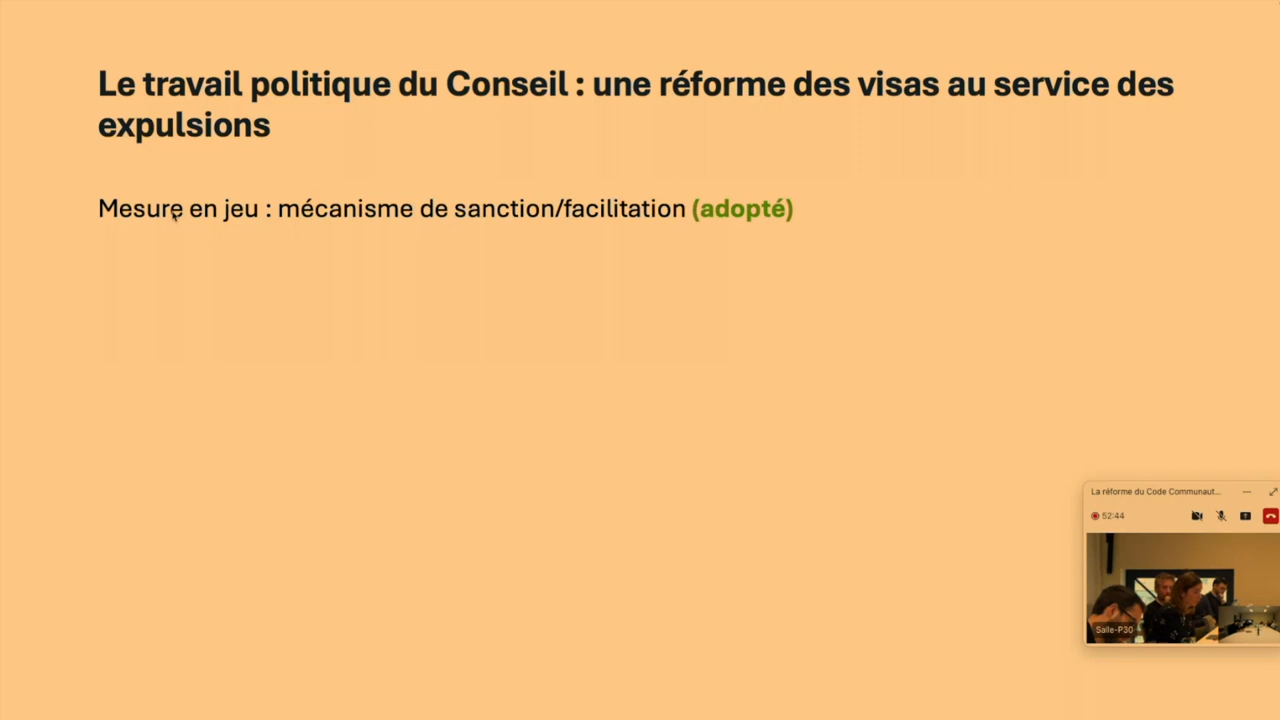 Le travail politique du Conseil : une réforme des visas au service des
expulsions
Mesure en jeu : mécanisme de sanction/facilitation (adopté)
La réforme du Code Communaut...
52:44
Salle-P30